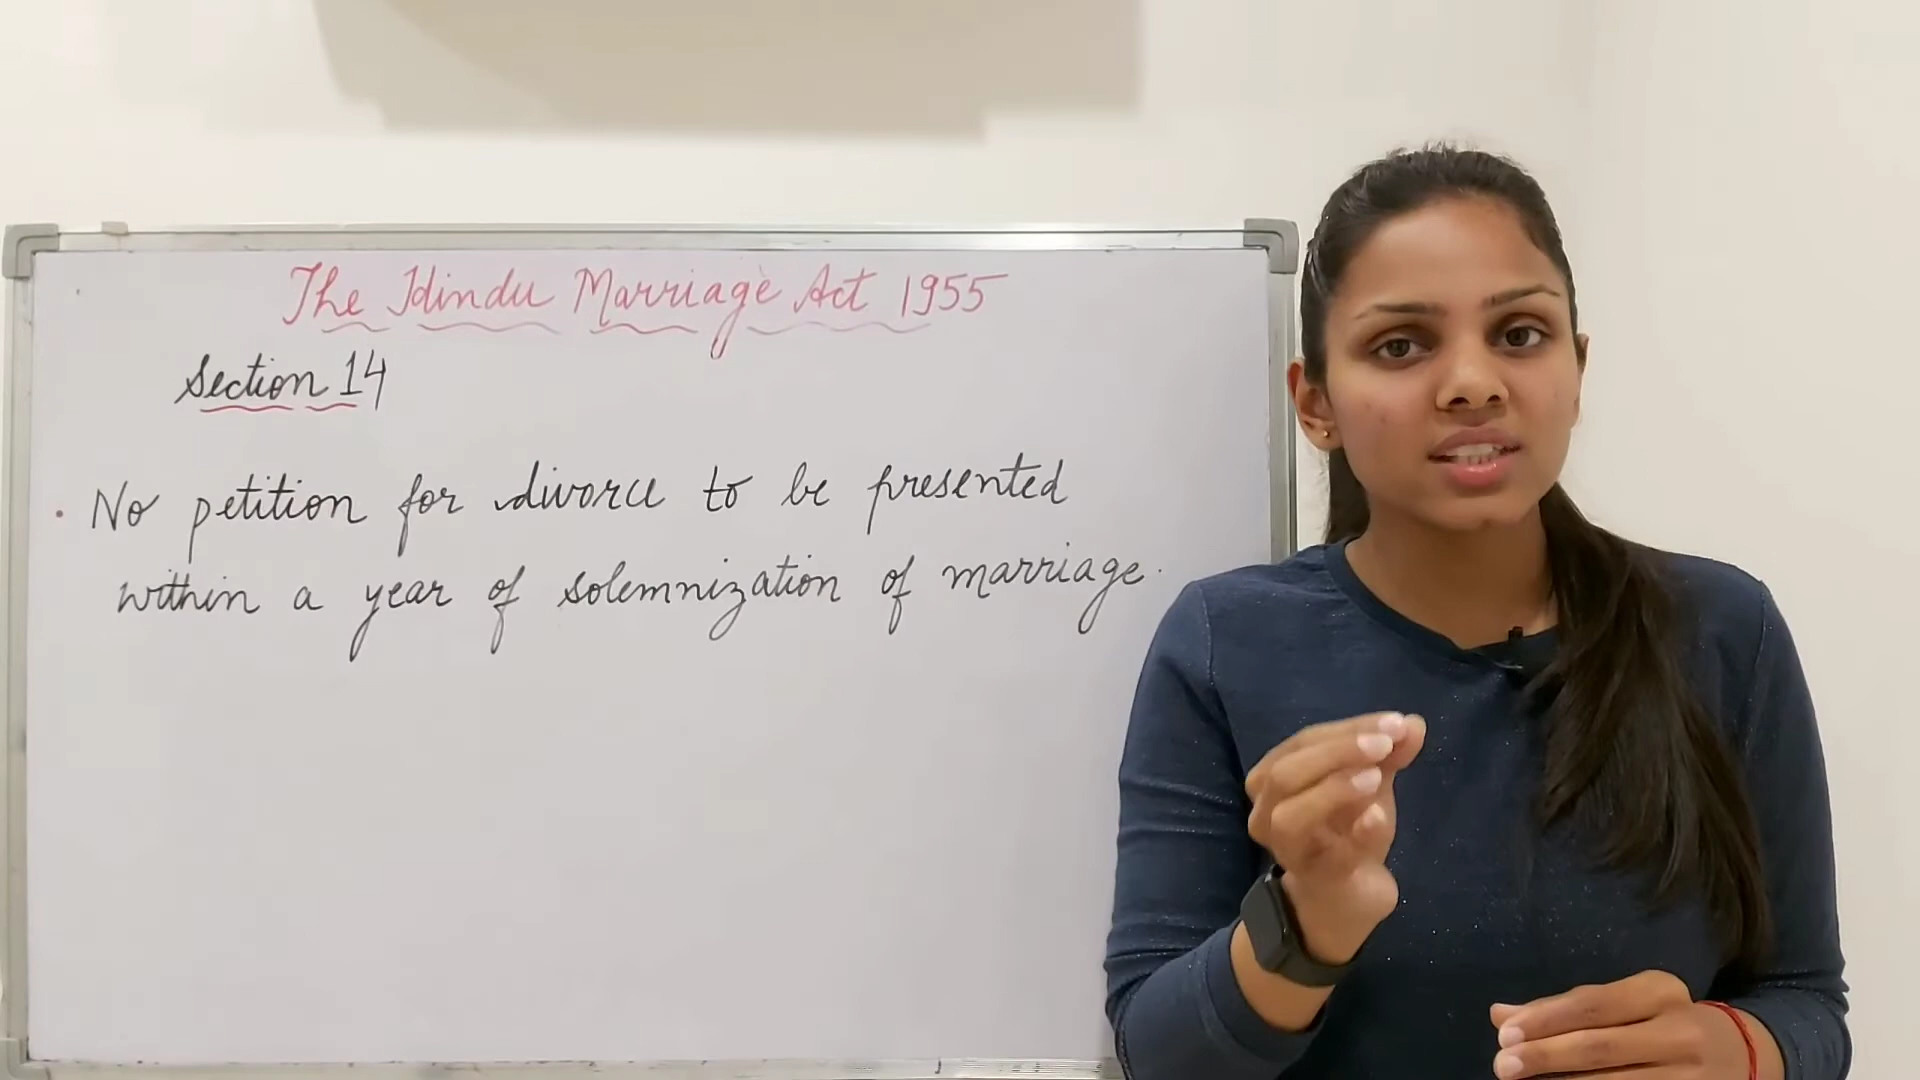 The Hindu Marriage Act 1955
Section 14
• No petition for divorce to be presented
within a year of solemnization of marriage.